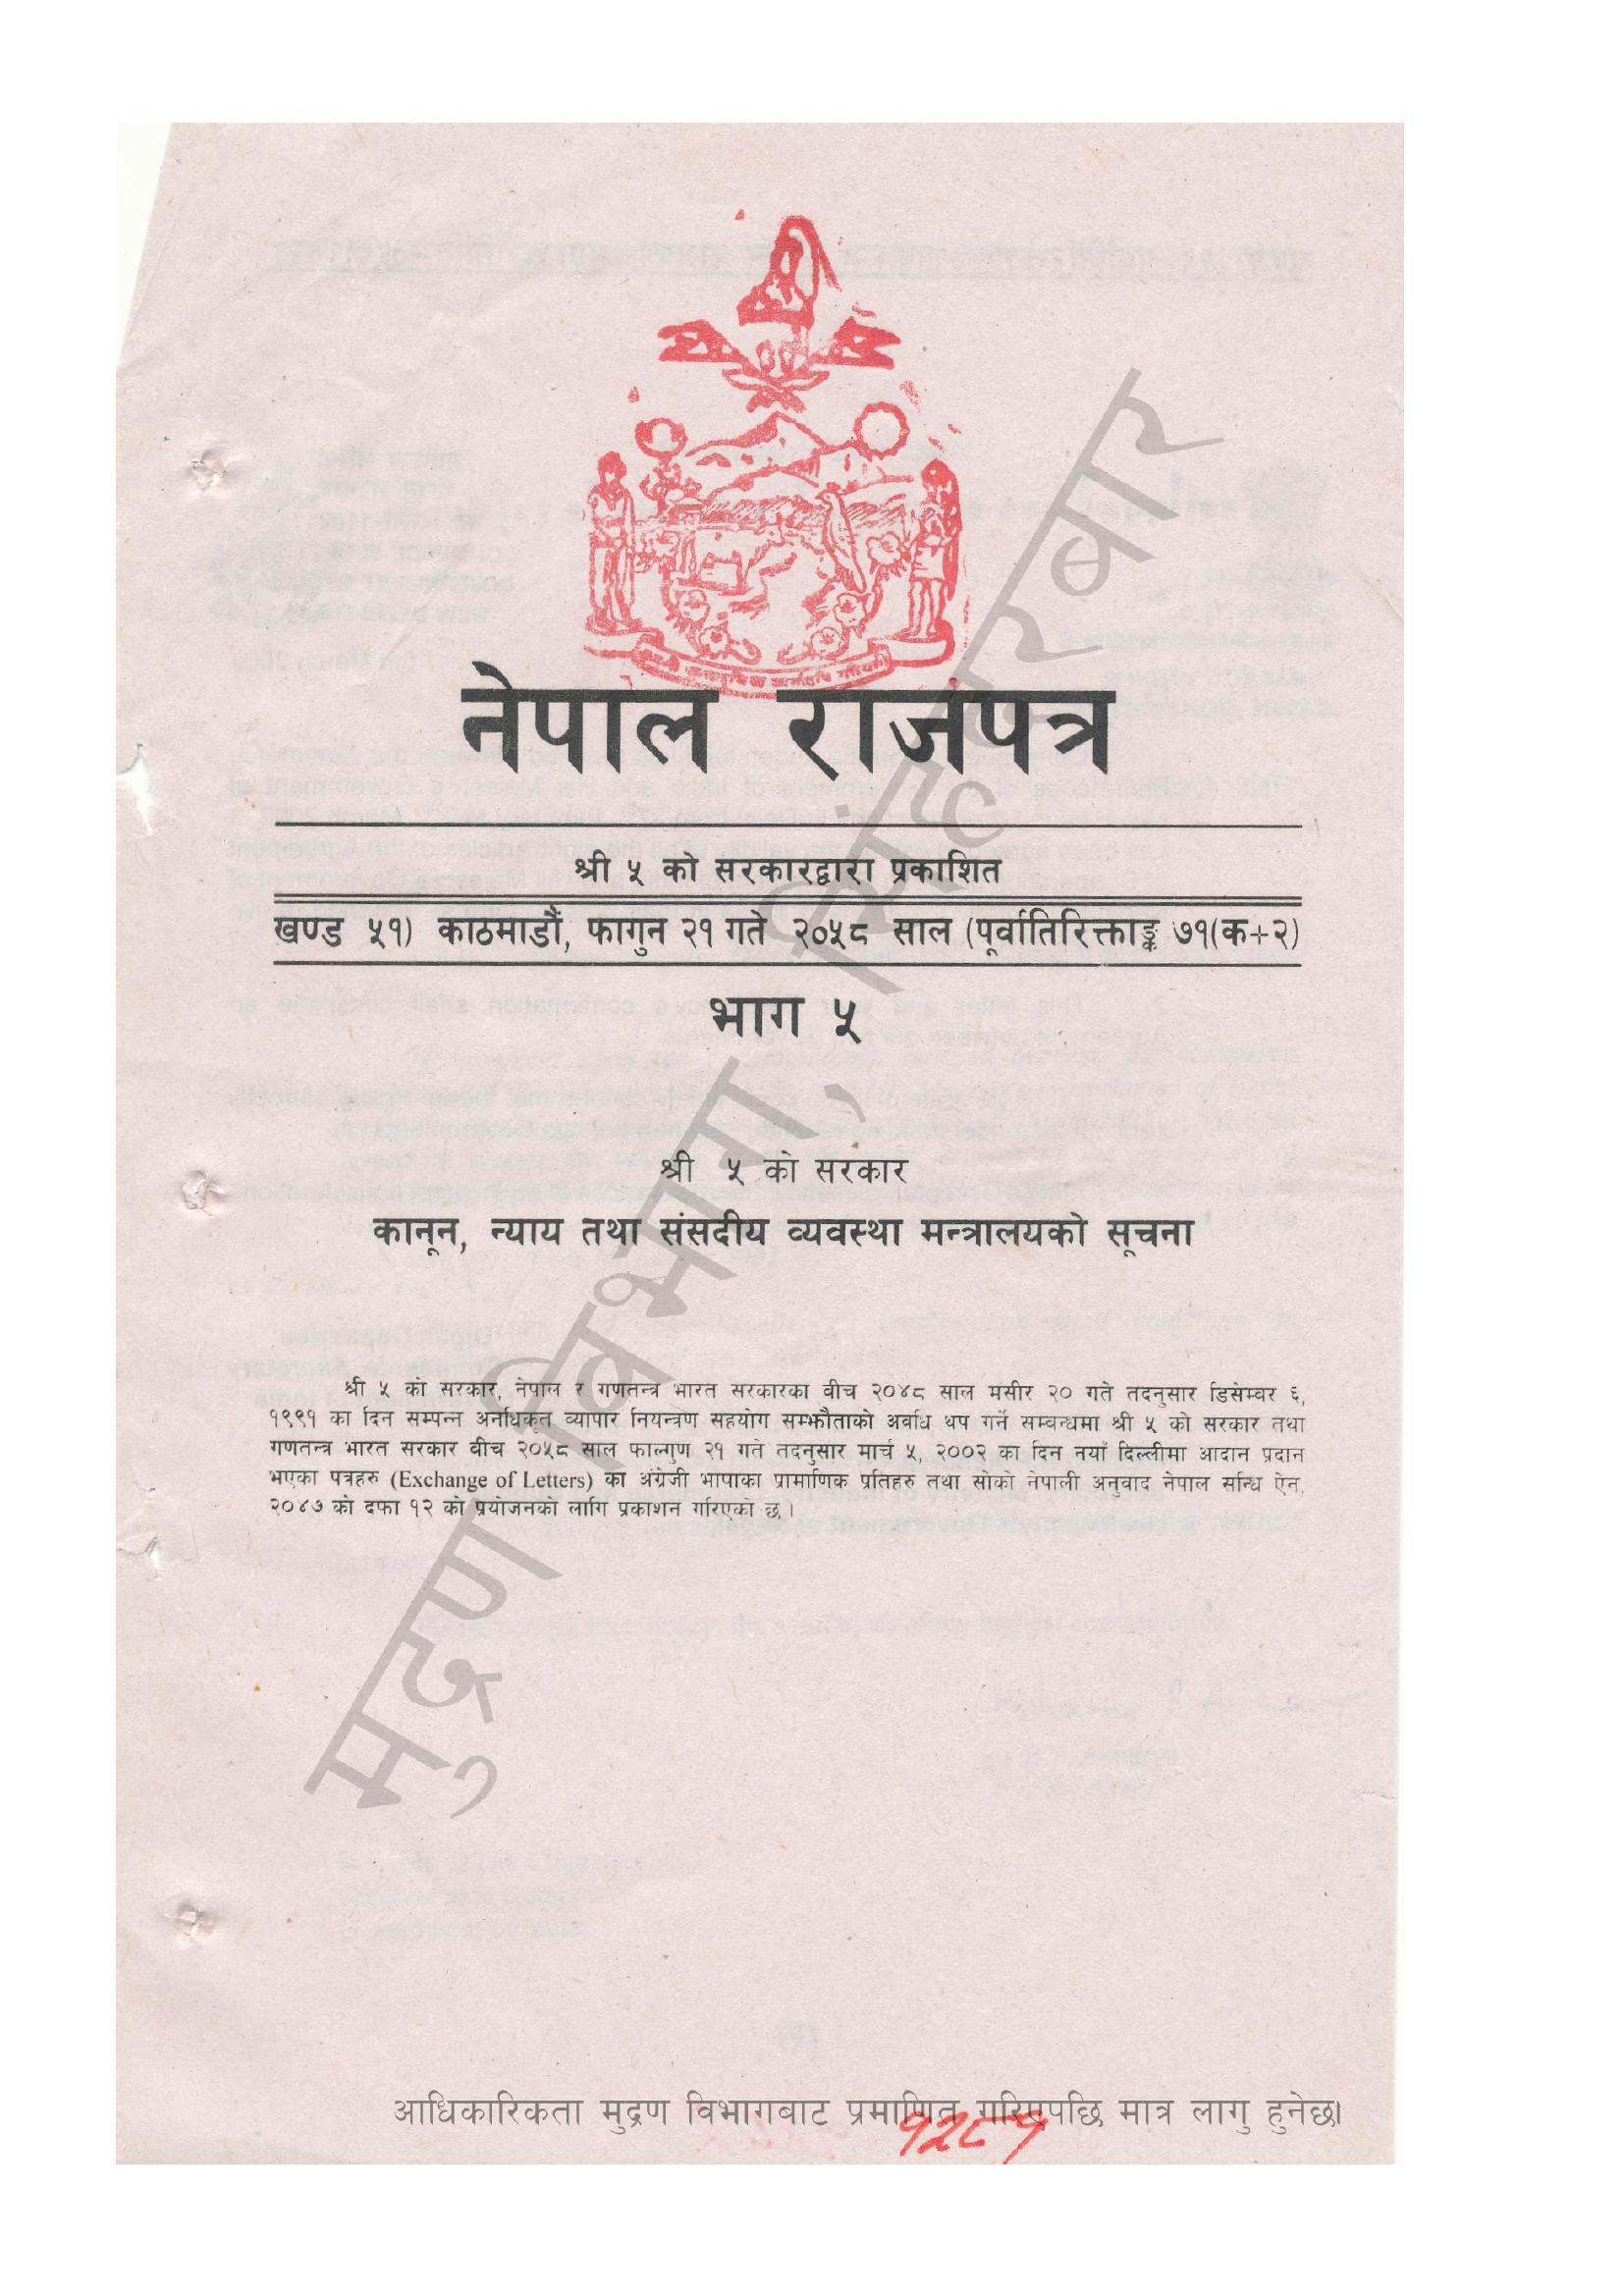 नेपाल राजपत्र
श्री ५ को सरकारद्वारा प्रकाशित
खण्ड ५१) काठमाडौं, फागुन २१ गते २०५८ साल (पूर्वातिरिक्ताङ्क ७१(क÷२)
भाग ५
श्री ५ को सरकार
कानून, न्याय तथा संसदीय व्यवस्था मन्त्रालयको सूचना
श्री ५ को सरकार, नेपाल र गणतन्त्र भारत सरकारका बीच २०४८ साल मंसीर २० गते तदनुसार डिसेम्बर ६,
१९९१ का दिन सम्पन्न अनधिकृत व्यापार नियन्त्रण सहयोग सम्झौताको अवधि थप गर्ने सम्बन्धमा श्री ५ को सरकार तथा
गणतन्त्र भारत सरकार बीच २०५८ साल फाल्गुण २१ गते तदनुसार मार्च ५, २००२ का दिन नयाँ दिल्लीमा आदान प्रदान
भएका पत्रहरु (Exchange of Letters) का अंग्रेजी भाषाका प्रामाणिक प्रतिहरु तथा सोको नेपाली अनुवाद नेपाल सन्धि ऐन,
२०४७ को दफा १२ को प्रयोजनको लागि प्रकाशन गरिएको छ।
मुद्रण विभाग, सिंहदरबार
आधिकारिकता मुद्रण विभागबाट प्रमाणित गरिएपछि मात्र लागु हुनेछ।